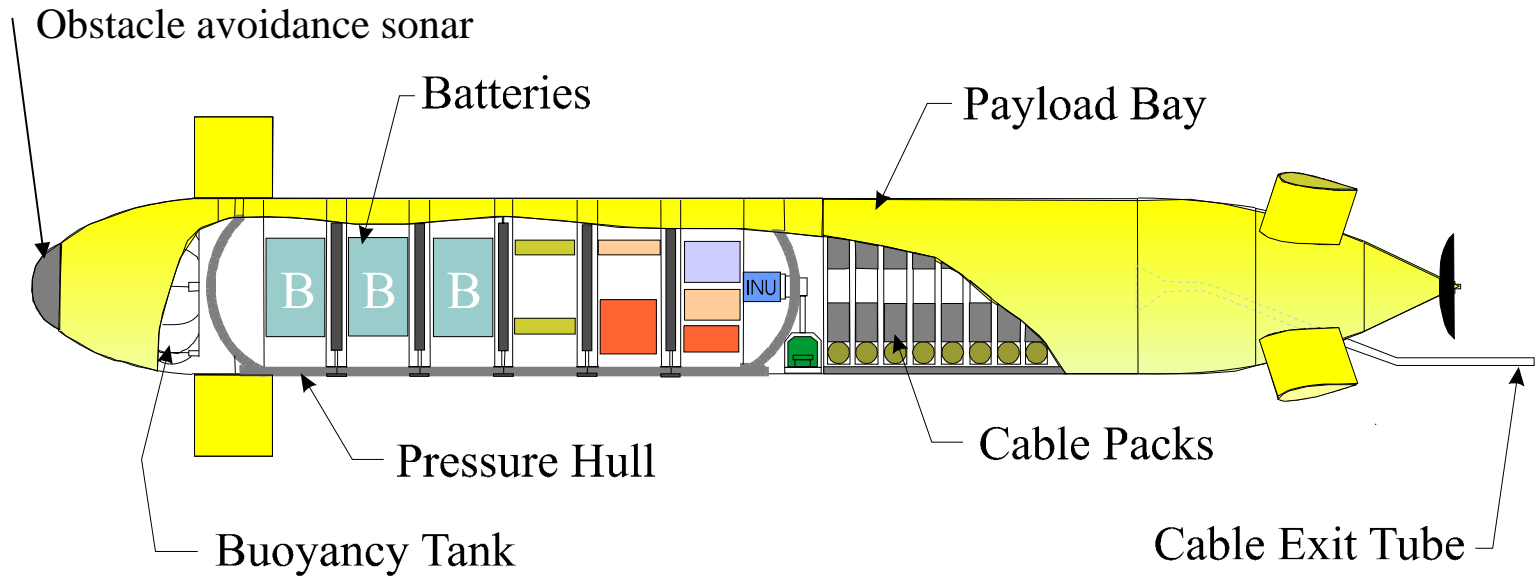 Obstacle avoidance sonar
Batteries
Payload Bay
B B B
INU
Cable Packs
Pressure Hull
Buoyancy Tank
Cable Exit Tube